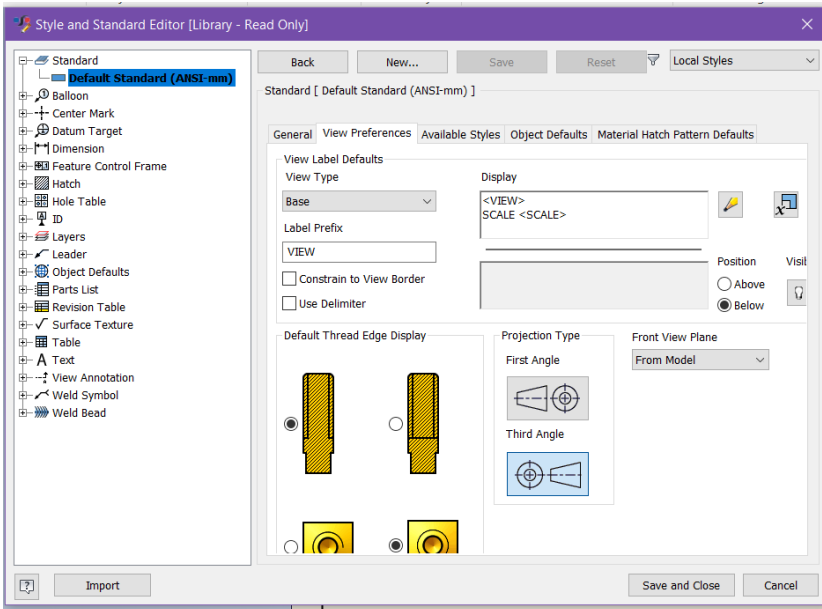 Style and Standard Editor [Library - Read Only]
Standard
Default Standard (ANSI-mm)
Balloon
Center Mark
Datum Target
Dimension
Feature Control Frame
Hatch
Hole Table
ID
Layers
Leader
Object Defaults
Parts List
Revision Table
Surface Texture
Table
Text
View Annotation
Weld Symbol
Weld Bead
Back
New...
Save
Reset
Local Styles
Standard [ Default Standard (ANSI-mm) ]
General
View Preferences
Available Styles
Object Defaults
Material Hatch Pattern Defaults
View Label Defaults
View Type
Display
Base
<VIEW>
SCALE <SCALE>
Label Prefix
VIEW
Constrain to View Border
Use Delimiter
Position
Above
Below
Default Thread Edge Display
Projection Type
First Angle
Third Angle
Front View Plane
From Model
Import
Save and Close
Cancel